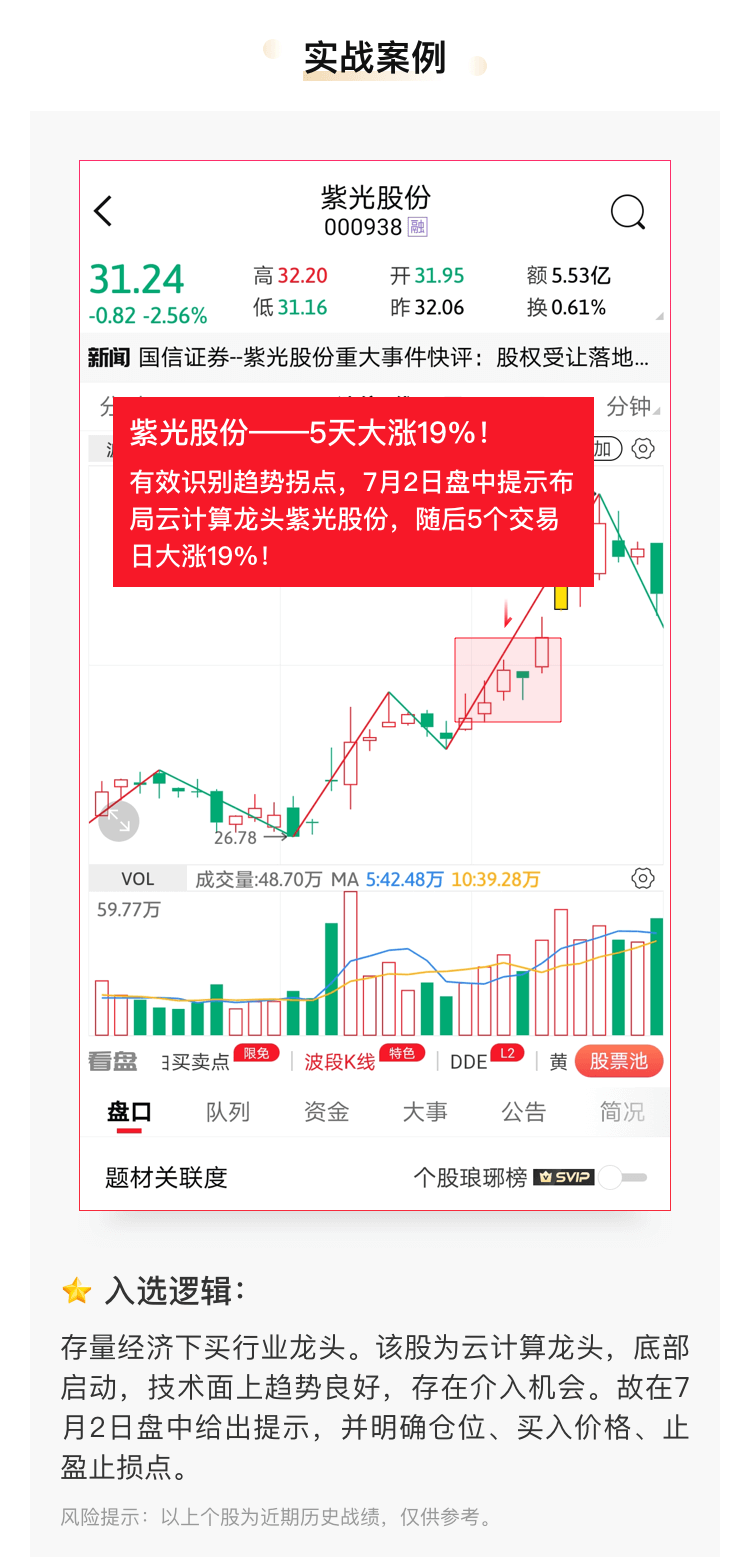 实战案例
紫光股份
000938 融
31.24
-0.82 -2.56%
高 32.20 开 31.95 额 5.53亿
低 31.16 昨 32.06 换 0.61%
新闻 国信证券--紫光股份重大事件快评：股权受让落地...
分钟
加
紫光股份——5天大涨19%！
有效识别趋势拐点，7月2日盘中提示布
局云计算龙头紫光股份，随后5个交易
日大涨19%！
26.78
VOL 成交量:48.70万 MA 5:42.48万 10:39.28万
59.77万
看盘 买卖点 限免 波段K线 特色 DDE L2 黄 股票池
盘口 队列 资金 大事 公告 简况
题材关联度 个股琅琊榜 SVIP
入选逻辑：
存量经济下买行业龙头。该股为云计算龙头，底部
启动，技术面上趋势良好，存在介入机会。故在7
月2日盘中给出提示，并明确仓位、买入价格、止
盈止损点。
风险提示：以上个股为近期历史战绩，仅供参考。